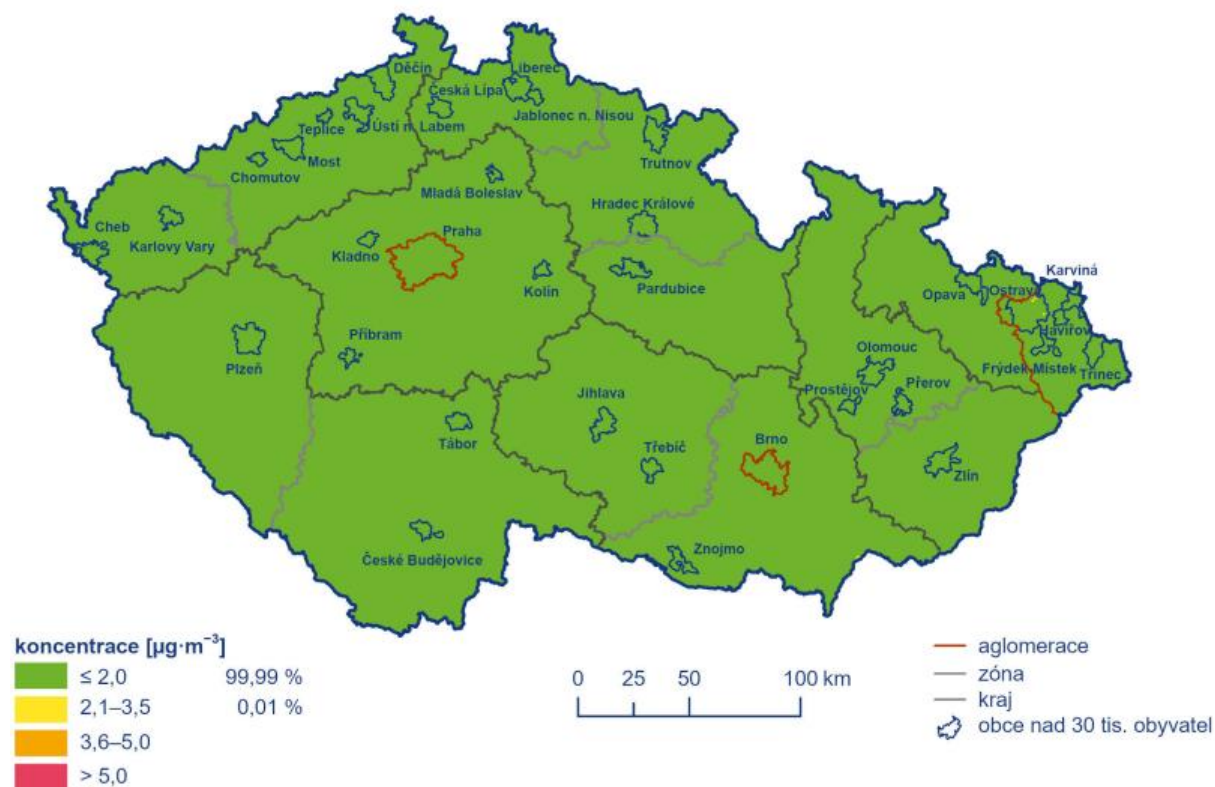 Děčín
Liberec
Česká Lípa
Jablonec n. Nisou
Teplice
Ústí n. Labem
Most
Chomutov
Trutnov
Mladá Boleslav
Hradec Králové
Cheb
Karlovy Vary
Praha
Kladno
Kolín
Pardubice
Karviná
Opava
Ostrava
Havířov
Příbram
Plzeň
Olomouc
Frýdek Místek
Třinec
Prostějov
Přerov
Jihlava
Tábor
Třebíč
Brno
Zlín
České Budějovice
Znojmo
koncentrace [µg·m⁻³]
≤ 2,0 99,99 %
2,1–3,5 0,01 %
3,6–5,0
> 5,0
0 25 50 100 km
aglomerace
zóna
kraj
obce nad 30 tis. obyvatel